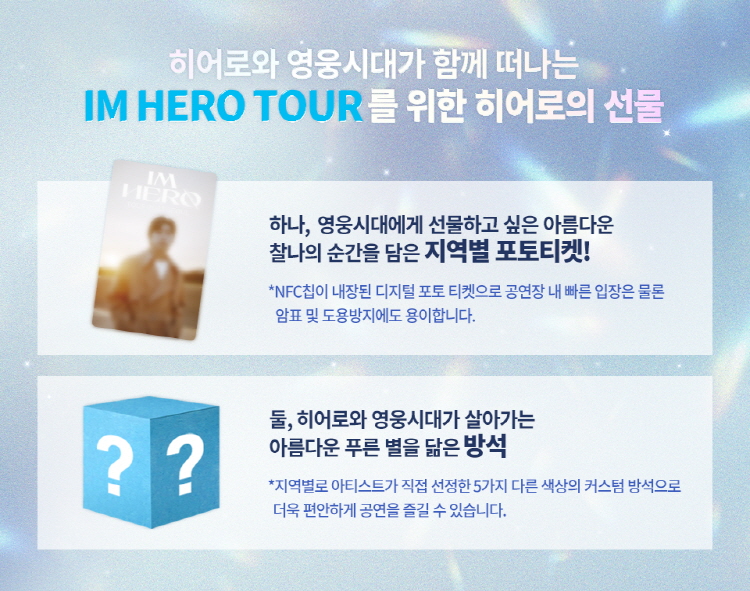 히어로와 영웅시대가 함께 떠나는
IM HERO TOUR를 위한 히어로의 선물
IM
HERO
하나, 영웅시대에게 선물하고 싶은 아름다운
찰나의 순간을 담은 지역별 포토티켓!
*NFC칩이 내장된 디지털 포토 티켓으로 공연장 내 빠른 입장은 물론
암표 및 도용방지에도 용이합니다.
? ?
둘, 히어로와 영웅시대가 살아가는
아름다운 푸른 별을 닮은 방석
*지역별로 아티스트가 직접 선정한 5가지 다른 색상의 커스텀 방석으로
더욱 편안하게 공연을 즐길 수 있습니다.